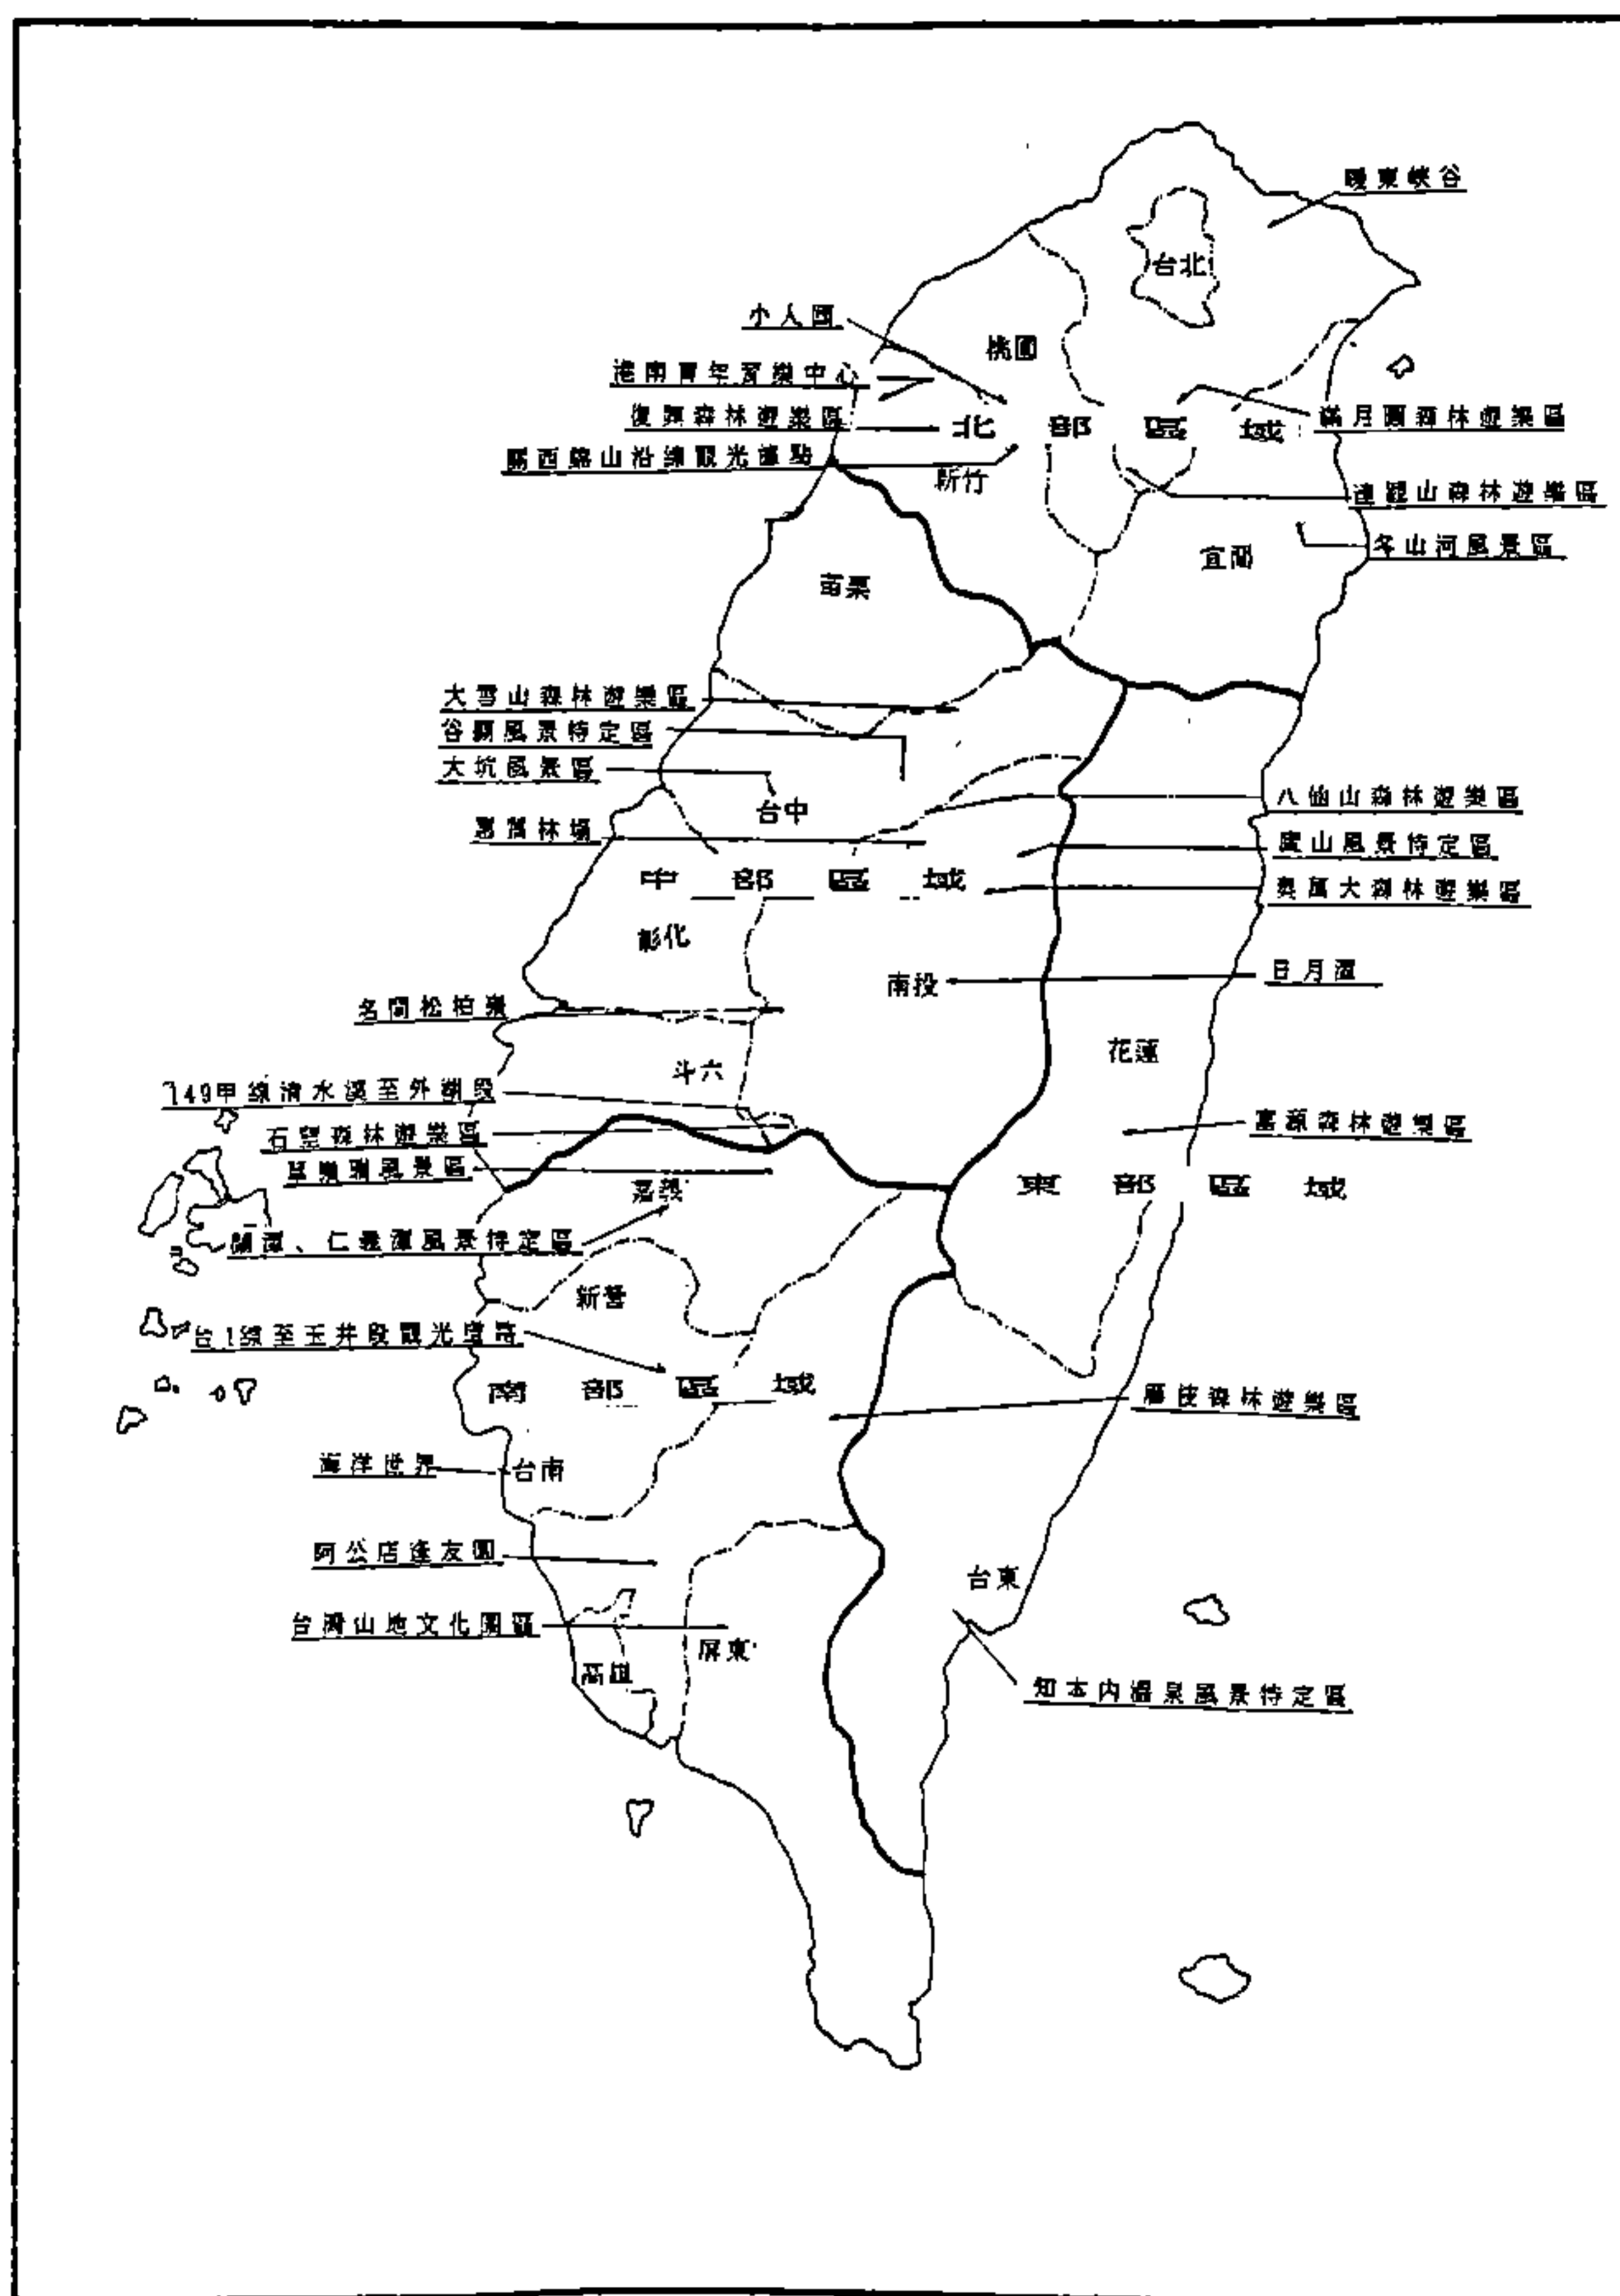 暖東峽谷
台北
小人國
桃園
港南青年育樂中心
復興森林遊樂區
北部區域
滿月圓森林遊樂區
關西錦山沿線觀光據點
新竹
達觀山森林遊樂區
冬山河風景區
宜蘭
苗栗
大雪山森林遊樂區
谷關風景特定區
大坑風景區
八仙山森林遊樂區
台中
惠蓀林場
廬山風景特定區
中部區域
奧萬大森林遊樂區
彰化
日月潭
南投
名間松柏嶺
花蓮
斗六
149甲線清水溪至外湖段
富源森林遊樂區
石壁森林遊樂區
草嶺風景區
東部區域
嘉義
蘭潭、仁義潭風景特定區
新營
台1線至玉井段觀光道路
南部區域
藤枝森林遊樂區
海洋世界
台南
阿公店逢友園
台東
台灣山地文化園區
屏東
高雄
知本內溫泉風景特定區